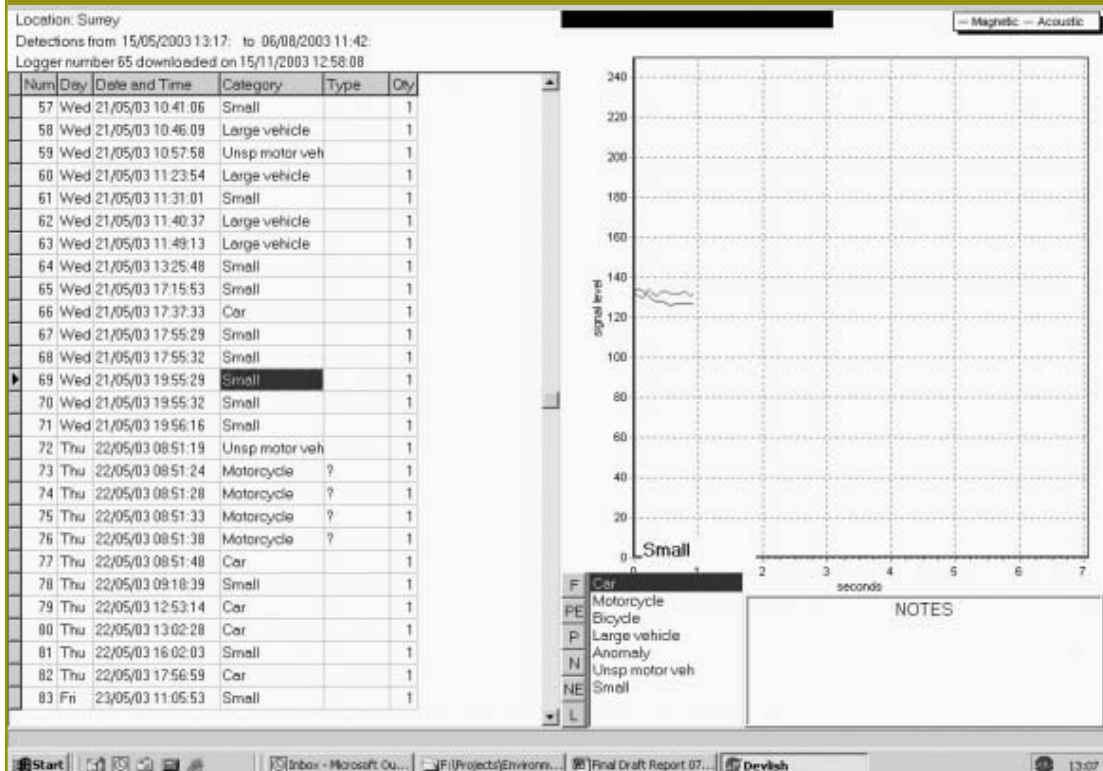 Location: Surrey
Detections from 15/05/2003 13:17: to 06/08/2003 11:42
Logger number 65 downloaded on 15/11/2003 12:58:08
Num Day Date and Time Category Type Qty
57 Wed 21/05/03 10:41:06 Small 1
58 Wed 21/05/03 10:46:09 Large vehicle 1
59 Wed 21/05/03 10:57:58 Unsp motor veh 1
60 Wed 21/05/03 11:23:54 Large vehicle 1
61 Wed 21/05/03 11:31:01 Small 1
62 Wed 21/05/03 11:40:37 Large vehicle 1
63 Wed 21/05/03 11:49:13 Large vehicle 1
64 Wed 21/05/03 13:25:48 Small 1
65 Wed 21/05/03 17:15:53 Small 1
66 Wed 21/05/03 17:37:33 Car 1
67 Wed 21/05/03 17:55:29 Small 1
68 Wed 21/05/03 17:55:32 Small 1
69 Wed 21/05/03 19:55:29 Small 1
70 Wed 21/05/03 19:55:32 Small 1
71 Wed 21/05/03 19:56:16 Small 1
72 Thu 22/05/03 08:51:19 Unsp motor veh 1
73 Thu 22/05/03 08:51:24 Motorcycle ? 1
74 Thu 22/05/03 08:51:28 Motorcycle ? 1
75 Thu 22/05/03 08:51:33 Motorcycle ? 1
76 Thu 22/05/03 08:51:38 Motorcycle ? 1
77 Thu 22/05/03 08:51:48 Car 1
78 Thu 22/05/03 09:18:39 Small 1
79 Thu 22/05/03 12:53:14 Car 1
80 Thu 22/05/03 13:02:28 Car 1
81 Thu 22/05/03 16:02:03 Small 1
82 Thu 22/05/03 17:56:59 Car 1
83 Fri 23/05/03 11:05:53 Small 1
Magnetic Acoustic
240
220
200
180
160
140
120
100
80
60
40
20
0
signal level
Small
0 1 2 3 4 5 6 7
seconds
F
PE
P
N
NE
L
Car
Motorcycle
Bicycle
Large vehicle
Anomaly
Unsp motor veh
Small
NOTES
Start Inbox - Microsoft Ou... F:\Projects\Environm... Final Draft Report 07... Devlish 13:07